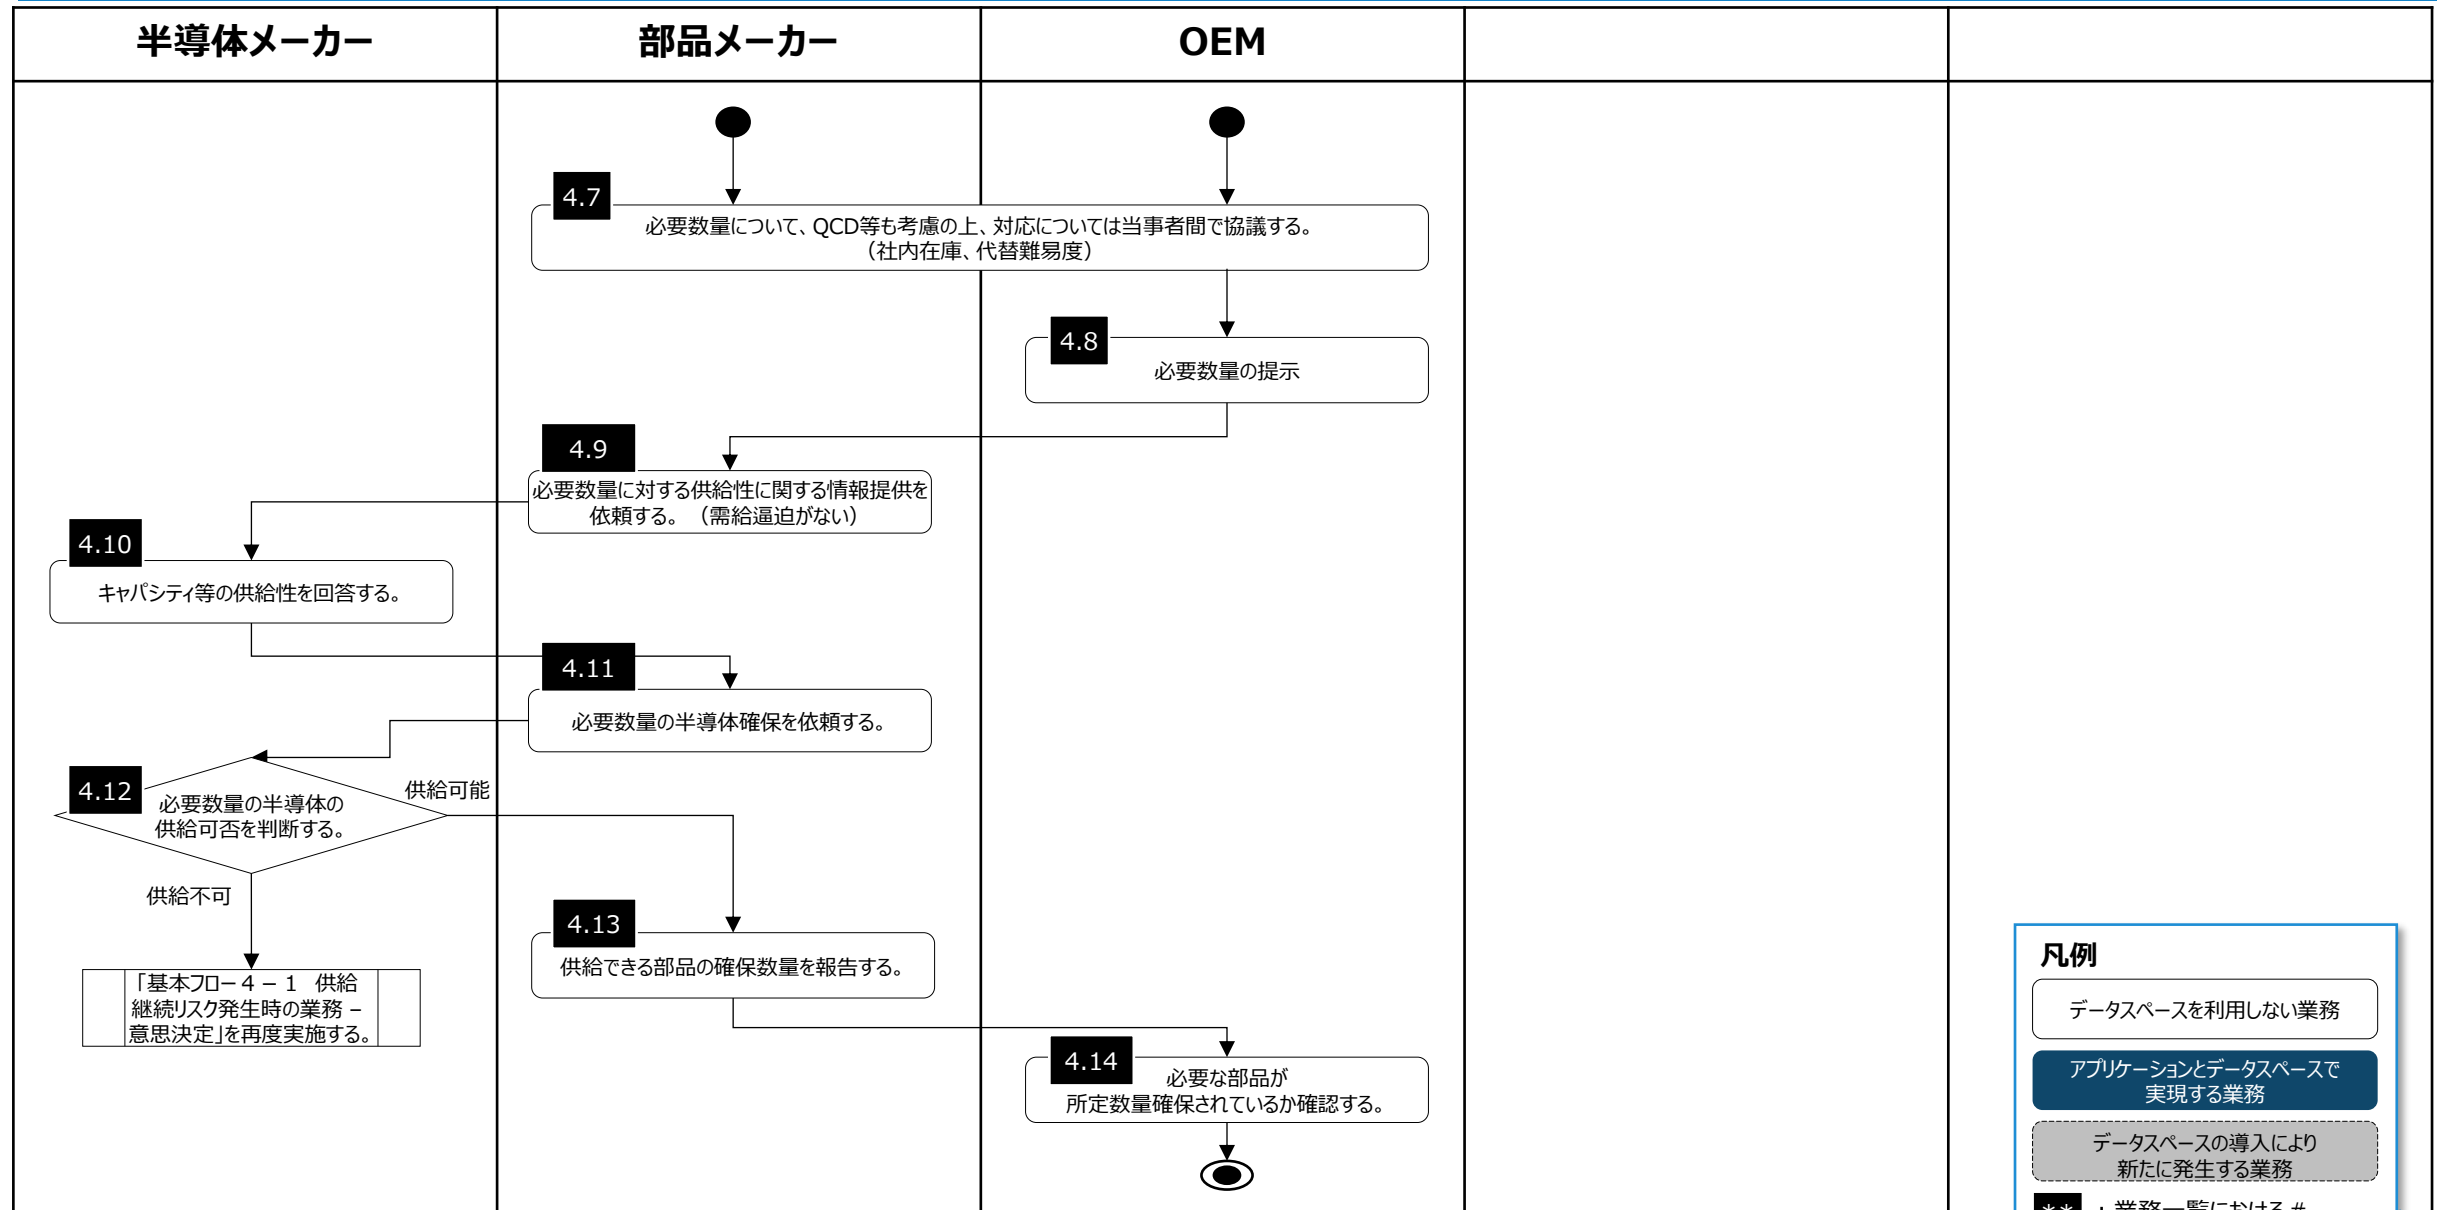 半導体メーカー
部品メーカー
OEM
4.7
必要数量について、QCD等も考慮の上、対応については当事者間で協議する。
（社内在庫、代替難易度）
4.8
必要数量の提示
4.9
必要数量に対する供給性に関する情報提供を
依頼する。（需給逼迫がない）
4.10
キャパシティ等の供給性を回答する。
4.11
必要数量の半導体確保を依頼する。
4.12
必要数量の半導体の
供給可否を判断する。
供給可能
供給不可
4.13
供給できる部品の確保数量を報告する。
「基本フロー４－１ 供給
継続リスク発生時の業務 –
意思決定」を再度実施する。
4.14
必要な部品が
所定数量確保されているか確認する。
凡例
データスペースを利用しない業務
アプリケーションとデータスペースで
実現する業務
データスペースの導入により
新たに発生する業務
** : 業務一覧における#